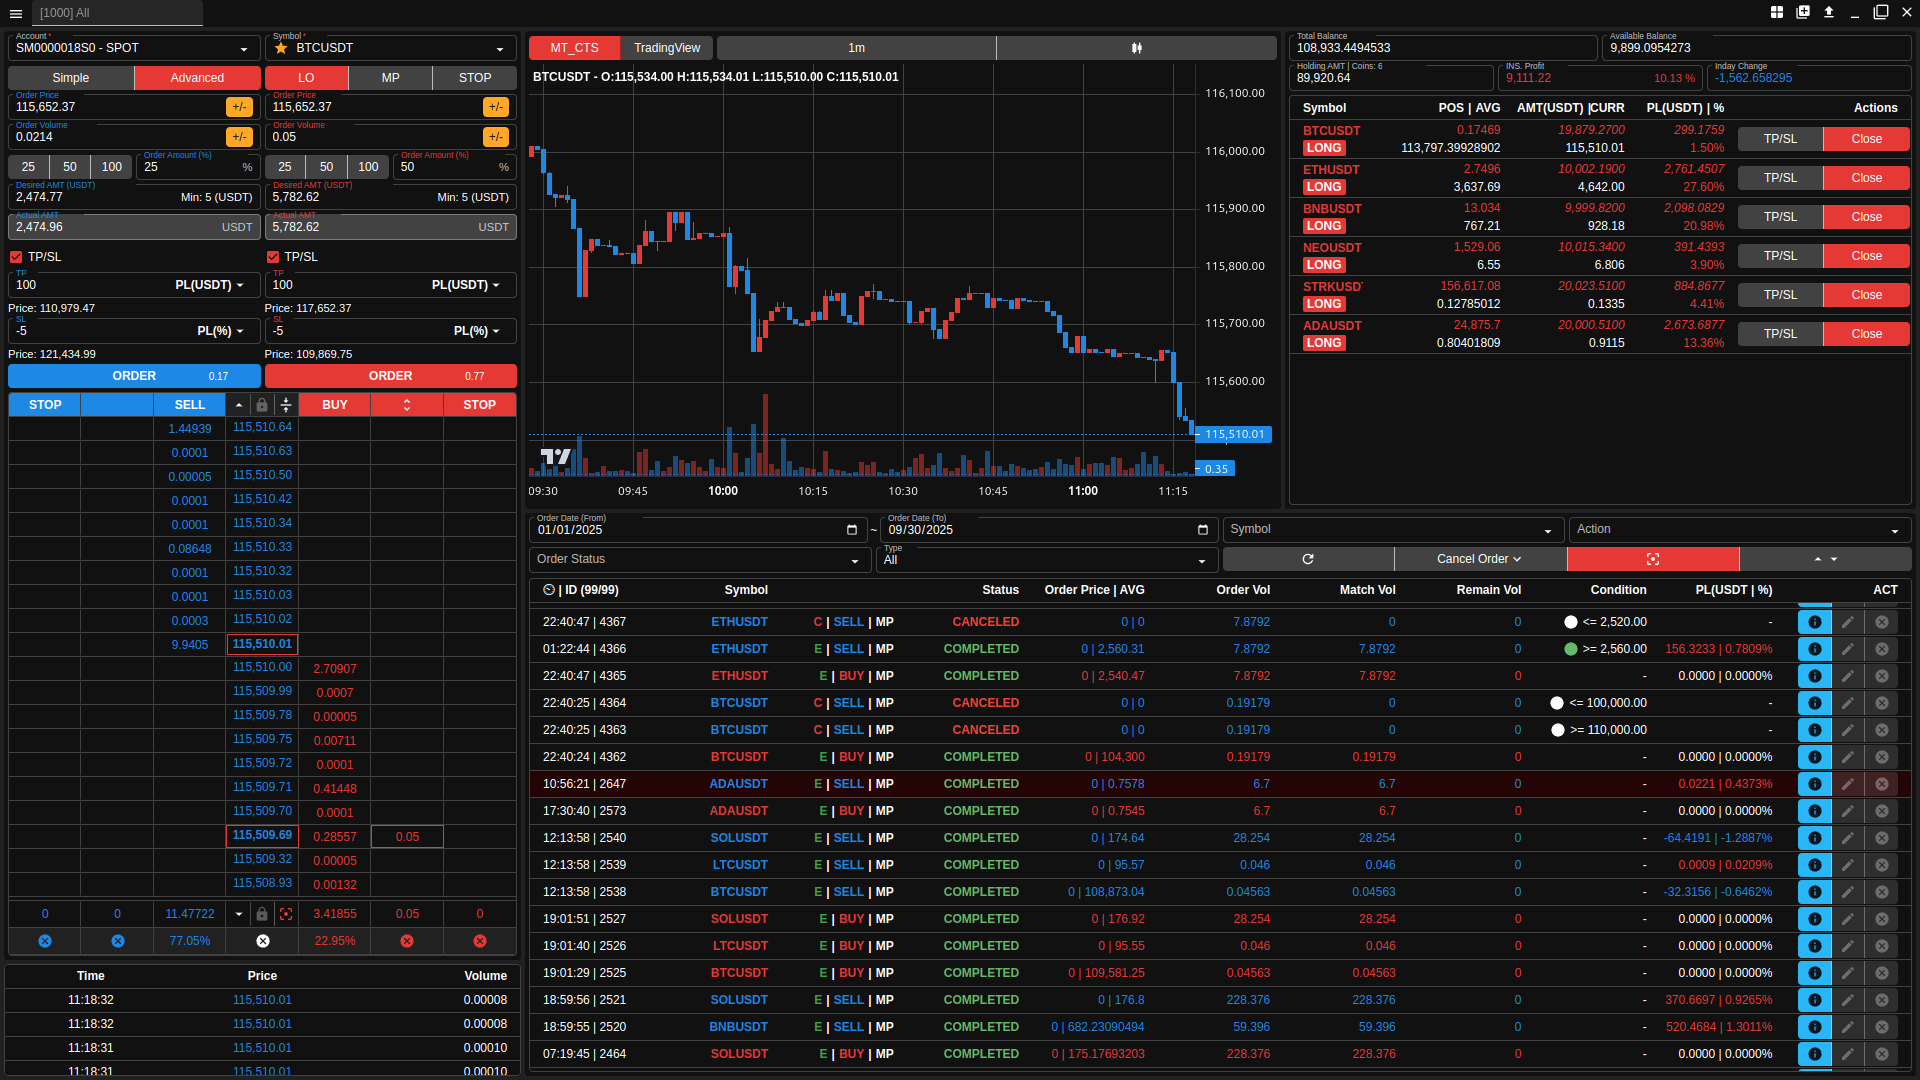 [1000] All
Account *
SM0000018S0 - SPOT
Symbol *
BTCUSDT
Simple
Advanced
LO
MP
STOP
Order Price
115,652.37
+/-
Order Price
115,652.37
+/-
Order Volume
0.0214
+/-
Order Volume
0.05
+/-
25 50 100
Order Amount (%)
25 %
25 50 100
Order Amount (%)
50 %
Desired AMT (USDT)
2,474.77 Min: 5 (USDT)
Desired AMT (USDT)
5,782.62 Min: 5 (USDT)
Actual AMT
2,474.96 USDT
Actual AMT
5,782.62 USDT
TP/SL
TP/SL
TP
100 PL(USDT)
TP
100 PL(USDT)
Price: 110,979.47
Price: 117,652.37
SL
-5 PL(%)
SL
-5 PL(%)
Price: 121,434.99
Price: 109,869.75
ORDER 0.17
ORDER 0.77
STOP SELL BUY STOP
1.44939 115,510.64
0.0001 115,510.63
0.00005 115,510.50
0.0001 115,510.42
0.0001 115,510.34
0.08648 115,510.33
0.0001 115,510.32
0.0001 115,510.03
0.0003 115,510.02
9.9405 115,510.01
115,510.00 2.70907
115,509.99 0.0007
115,509.78 0.00005
115,509.75 0.00711
115,509.72 0.0001
115,509.71 0.41448
115,509.70 0.0001
115,509.69 0.28557 0.05
115,509.32 0.00005
115,508.93 0.00132
0 0 11.47722 3.41855 0.05 0
77.05% 22.95%
Time Price Volume
11:18:32 115,510.01 0.00008
11:18:32 115,510.01 0.00008
11:18:31 115,510.01 0.00010
11:18:31 115,510.01 0.00010
MT_CTS
TradingView
1m
BTCUSDT - O:115,534.00 H:115,534.01 L:115,510.00 C:115,510.01
116,100.00
116,000.00
115,900.00
115,800.00
115,700.00
115,600.00
115,510.01
0.35
09:30 09:45 10:00 10:15 10:30 10:45 11:00 11:15
Total Balance
108,933.4494533
Available Balance
9,899.0954273
Holding AMT | Coins: 6
89,920.64
INS. Profit
9,111.22 10.13 %
Inday Change
-1,562.658295
Symbol POS | AVG AMT(USDT) |CURR PL(USDT) | % Actions
BTCUSDT 0.17469 19,879.2700 299.1759
LONG 113,797.39928902 115,510.01 1.50% TP/SL Close
ETHUSDT 2.7496 10,002.1900 2,761.4507
LONG 3,637.69 4,642.00 27.60% TP/SL Close
BNBUSDT 13.034 9,999.8200 2,098.0829
LONG 767.21 928.18 20.98% TP/SL Close
NEOUSDT 1,529.06 10,015.3400 391.4393
LONG 6.55 6.806 3.90% TP/SL Close
STRKUSD 156,617.08 20,023.5100 884.8677
LONG 0.12785012 0.1335 4.41% TP/SL Close
ADAUSDT 24,875.7 20,000.5100 2,673.6877
LONG 0.80401809 0.9115 13.36% TP/SL Close
Order Date (From)
01/01/2025
~
Order Date (To)
09/30/2025
Symbol
Action
Order Status
Type
All
Cancel Order
| ID (99/99) Symbol Status Order Price | AVG Order Vol Match Vol Remain Vol Condition PL(USDT | %) ACT
22:40:47 | 4367 ETHUSDT C | SELL | MP CANCELED 0 | 0 7.8792 0 0 <= 2,520.00 -
01:22:44 | 4366 ETHUSDT E | SELL | MP COMPLETED 0 | 2,560.31 7.8792 7.8792 0 >= 2,560.00 156.3233 | 0.7809%
22:40:47 | 4365 ETHUSDT E | BUY | MP COMPLETED 0 | 2,540.47 7.8792 7.8792 0 - 0.0000 | 0.0000%
22:40:25 | 4364 BTCUSDT C | SELL | MP CANCELED 0 | 0 0.19179 0 0 <= 100,000.00 -
22:40:25 | 4363 BTCUSDT C | SELL | MP CANCELED 0 | 0 0.19179 0 0 >= 110,000.00 -
22:40:24 | 4362 BTCUSDT E | BUY | MP COMPLETED 0 | 104,300 0.19179 0.19179 0 - 0.0000 | 0.0000%
10:56:21 | 2647 ADAUSDT E | SELL | MP COMPLETED 0 | 0.7578 6.7 6.7 0 - 0.0221 | 0.4373%
17:30:40 | 2573 ADAUSDT E | BUY | MP COMPLETED 0 | 0.7545 6.7 6.7 0 - 0.0000 | 0.0000%
12:13:58 | 2540 SOLUSDT E | SELL | MP COMPLETED 0 | 174.64 28.254 28.254 0 - -64.4191 | -1.2887%
12:13:58 | 2539 LTCUSDT E | SELL | MP COMPLETED 0 | 95.57 0.046 0.046 0 - 0.0009 | 0.0209%
12:13:58 | 2538 BTCUSDT E | SELL | MP COMPLETED 0 | 108,873.04 0.04563 0.04563 0 - -32.3156 | -0.6462%
19:01:51 | 2527 SOLUSDT E | BUY | MP COMPLETED 0 | 176.92 28.254 28.254 0 - 0.0000 | 0.0000%
19:01:40 | 2526 LTCUSDT E | BUY | MP COMPLETED 0 | 95.55 0.046 0.046 0 - 0.0000 | 0.0000%
19:01:29 | 2525 BTCUSDT E | BUY | MP COMPLETED 0 | 109,581.25 0.04563 0.04563 0 - 0.0000 | 0.0000%
18:59:56 | 2521 SOLUSDT E | SELL | MP COMPLETED 0 | 176.8 228.376 228.376 0 - 370.6697 | 0.9265%
18:59:55 | 2520 BNBUSDT E | SELL | MP COMPLETED 0 | 682.23090494 59.396 59.396 0 - 520.4684 | 1.3011%
07:19:45 | 2464 SOLUSDT E | BUY | MP COMPLETED 0 | 175.17693203 228.376 228.376 0 - 0.0000 | 0.0000%